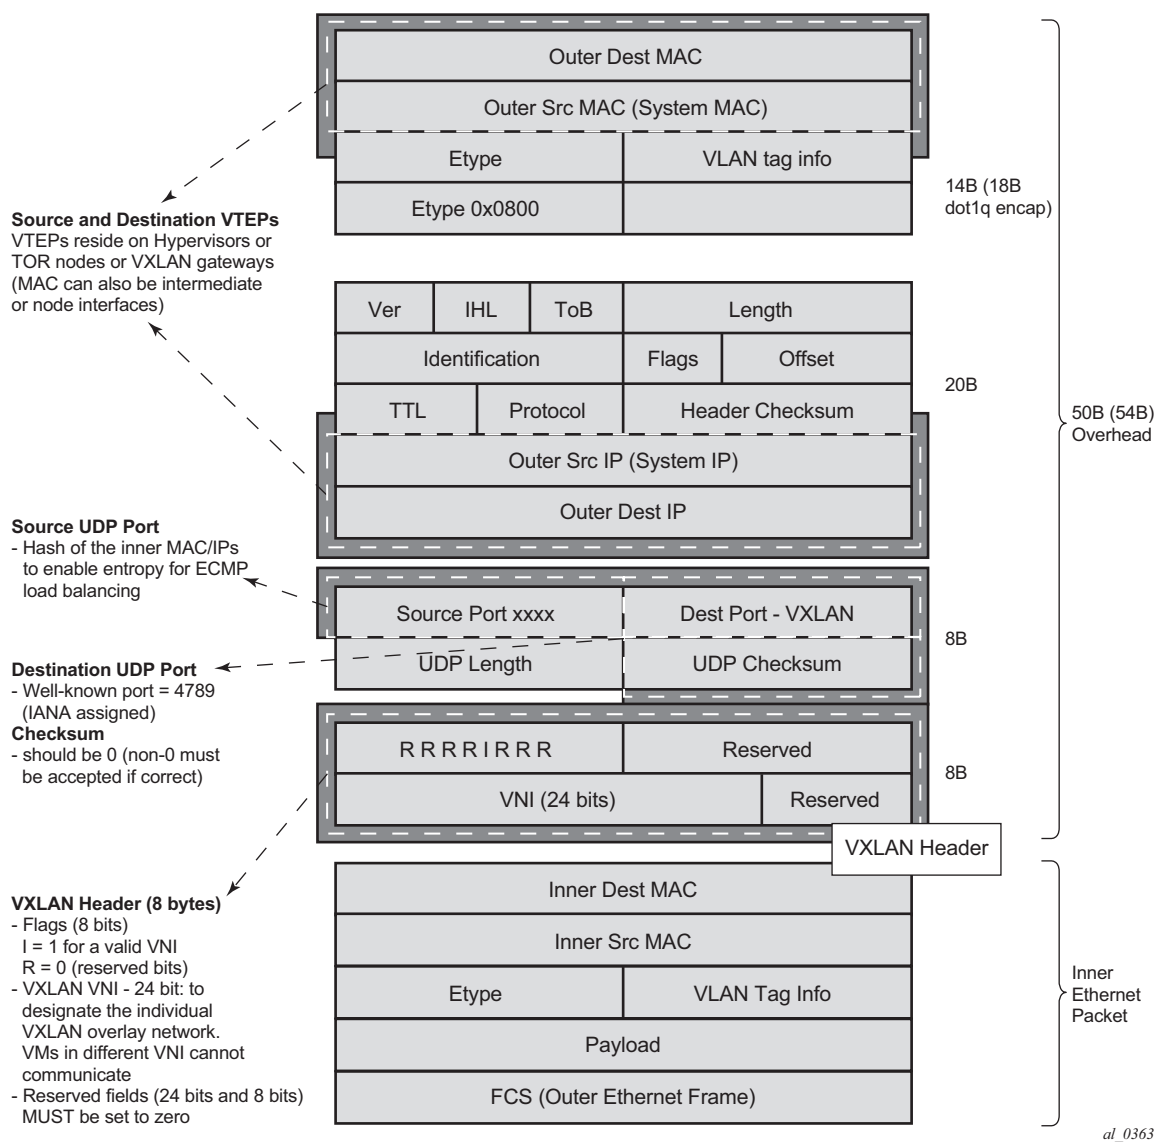 Outer Dest MAC
Outer Src MAC (System MAC)
Etype
VLAN tag info
Etype 0x0800
14B (18B
dot1q encap)
Source and Destination VTEPs
VTEPs reside on Hypervisors or
TOR nodes or VXLAN gateways
(MAC can also be intermediate
or node interfaces)
Ver
IHL
ToB
Length
Identification
Flags
Offset
TTL
Protocol
Header Checksum
Outer Src IP (System IP)
Outer Dest IP
20B
50B (54B)
Overhead
Source UDP Port
- Hash of the inner MAC/IPs
to enable entropy for ECMP
load balancing
Source Port xxxx
Dest Port - VXLAN
UDP Length
UDP Checksum
8B
Destination UDP Port
- Well-known port = 4789
(IANA assigned)
Checksum
- should be 0 (non-0 must
be accepted if correct)
R R R R I R R R
Reserved
VNI (24 bits)
Reserved
8B
VXLAN Header
VXLAN Header (8 bytes)
- Flags (8 bits)
I = 1 for a valid VNI
R = 0 (reserved bits)
- VXLAN VNI - 24 bit: to
designate the individual
VXLAN overlay network.
VMs in different VNI cannot
communicate
- Reserved fields (24 bits and 8 bits)
MUST be set to zero
Inner Dest MAC
Inner Src MAC
Etype
VLAN Tag Info
Payload
FCS (Outer Ethernet Frame)
Inner
Ethernet
Packet
al_0363